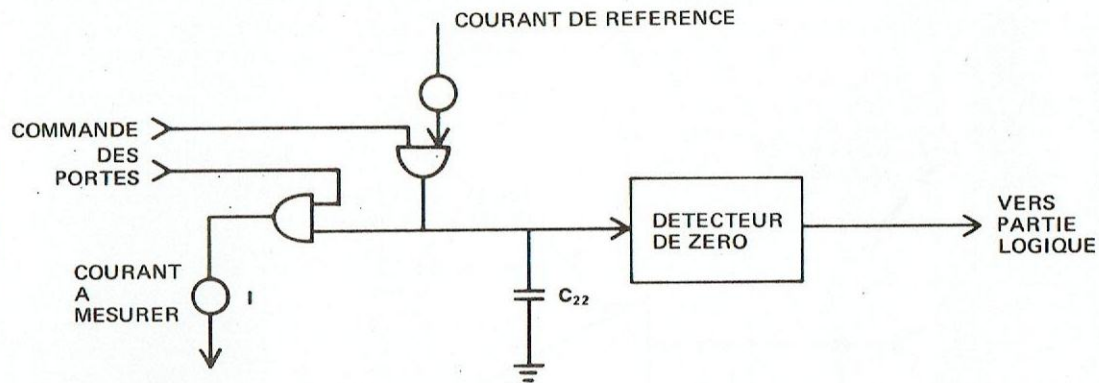 COURANT DE REFERENCE
COMMANDE
DES
PORTES
COURANT
A
MESURER
I
C₂₂
DETECTEUR
DE ZERO
VERS
PARTIE
LOGIQUE